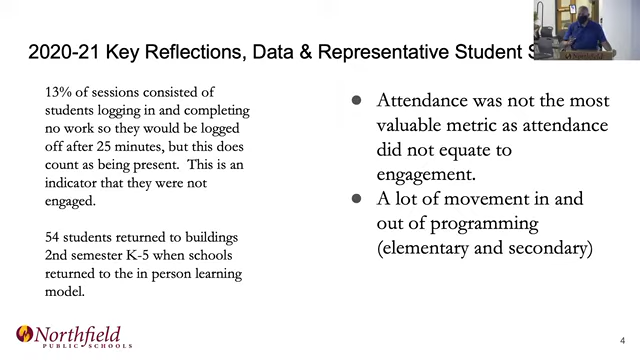 2020-21 Key Reflections, Data & Representative Student S
13% of sessions consisted of
students logging in and completing
no work so they would be logged
off after 25 minutes, but this does
count as being present. This is an
indicator that they were not
engaged.
54 students returned to buildings
2nd semester K-5 when schools
returned to the in person learning
model.
● Attendance was not the most
valuable metric as attendance
did not equate to
engagement.
● A lot of movement in and
out of programming
(elementary and secondary)
Northfield
Northfield
PUBLIC SCHOOLS
4